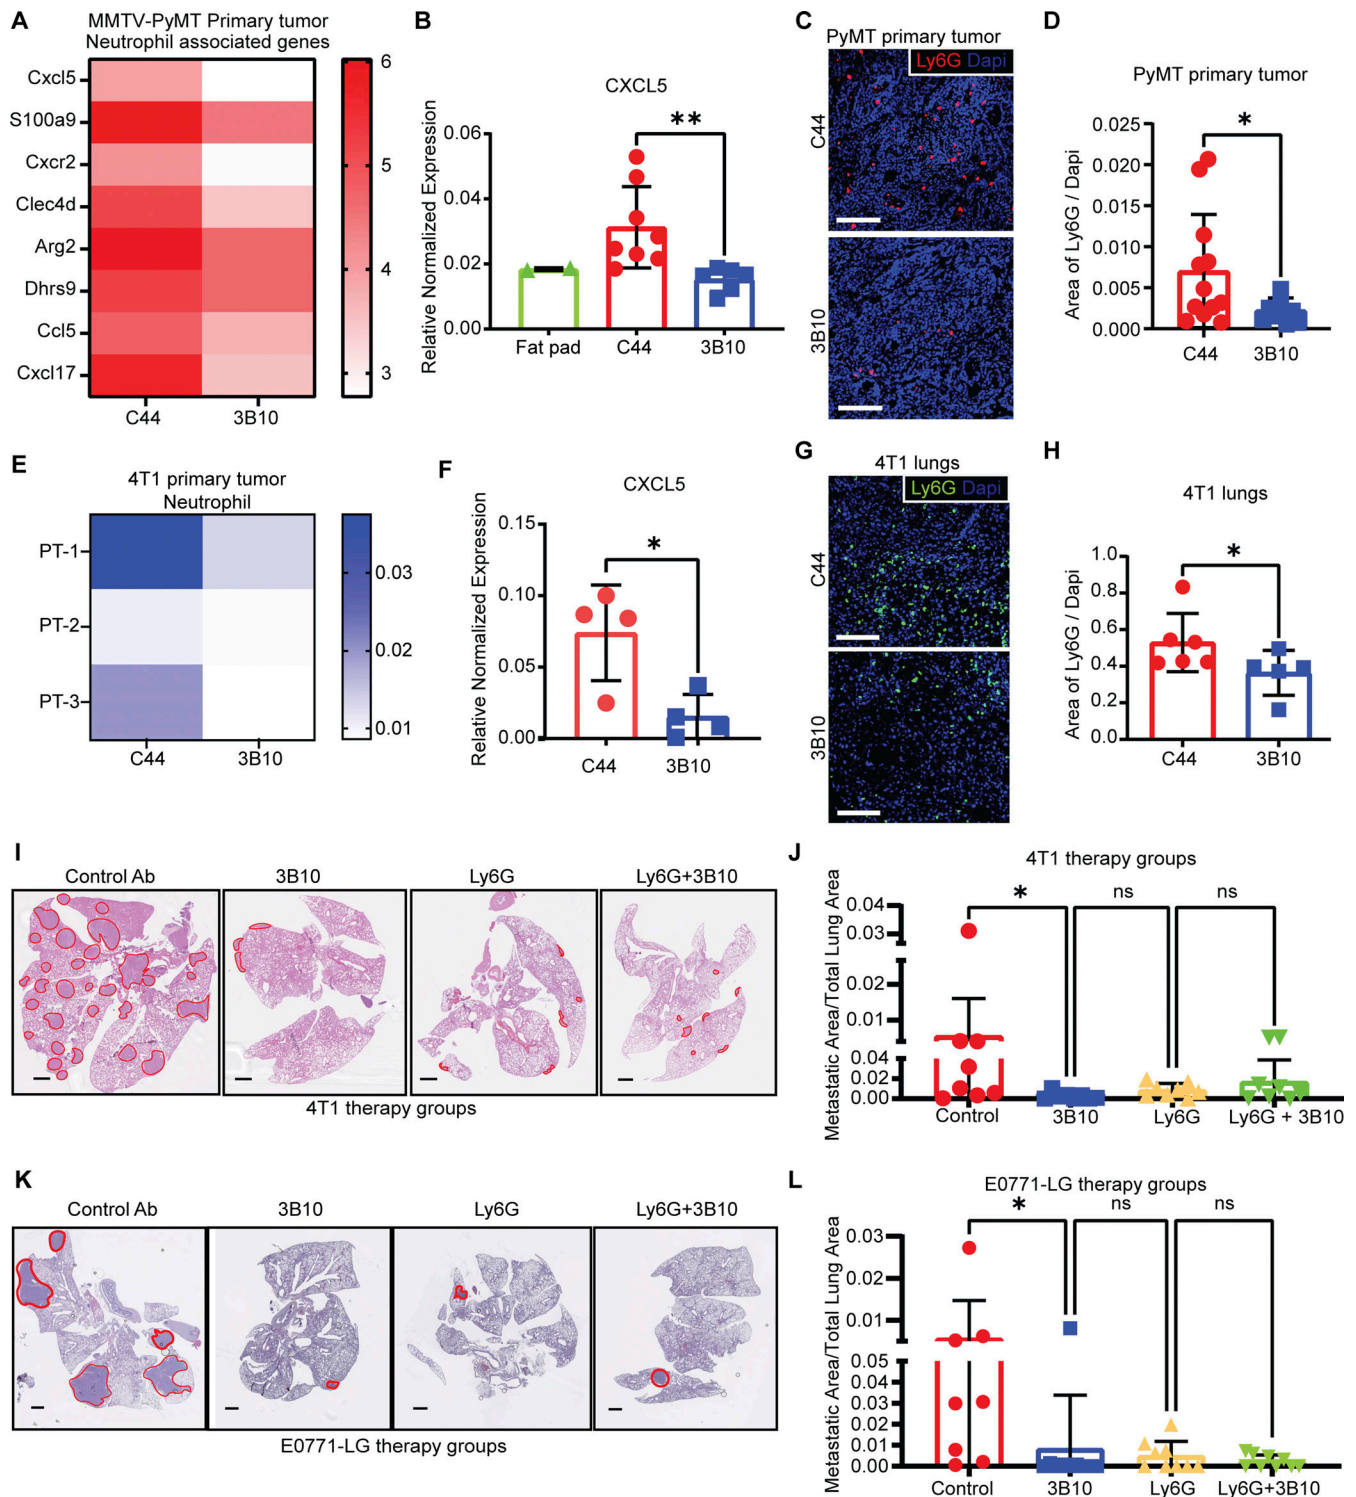 A
MMTV-PyMT Primary tumor
Neutrophil associated genes
Cxcl5
S100a9
Cxcr2
Clec4d
Arg2
Dhrs9
Ccl5
Cxcl17
C44
3B10
6
5
4
3
B
CXCL5
Relative Normalized Expression
0.06
0.04
0.02
0.00
**
Fat pad
C44
3B10
C
PyMT primary tumor
Ly6G Dapi
C44
3B10
D
PyMT primary tumor
Area of Ly6G / Dapi
0.025
0.020
0.015
0.010
0.005
0.000
*
C44
3B10
E
4T1 primary tumor
Neutrophil
PT-1
PT-2
PT-3
C44
3B10
0.03
0.02
0.01
F
CXCL5
Relative Normalized Expression
0.15
0.10
0.05
0.00
*
C44
3B10
G
4T1 lungs
Ly6G Dapi
C44
3B10
H
4T1 lungs
Area of Ly6G / Dapi
1.0
0.8
0.6
0.4
0.2
0.0
*
C44
3B10
I
Control Ab
3B10
Ly6G
Ly6G+3B10
4T1 therapy groups
J
4T1 therapy groups
Metastatic Area/Total Lung Area
0.04
0.03
0.02
0.01
0.04
0.02
0.00
*
ns
ns
Control
3B10
Ly6G
Ly6G + 3B10
K
Control Ab
3B10
Ly6G
Ly6G+3B10
E0771-LG therapy groups
L
E0771-LG therapy groups
Metastatic Area/Total Lung Area
0.03
0.02
0.01
0.05
0.04
0.03
0.02
0.01
0.00
*
ns
ns
Control
3B10
Ly6G
Ly6G+3B10